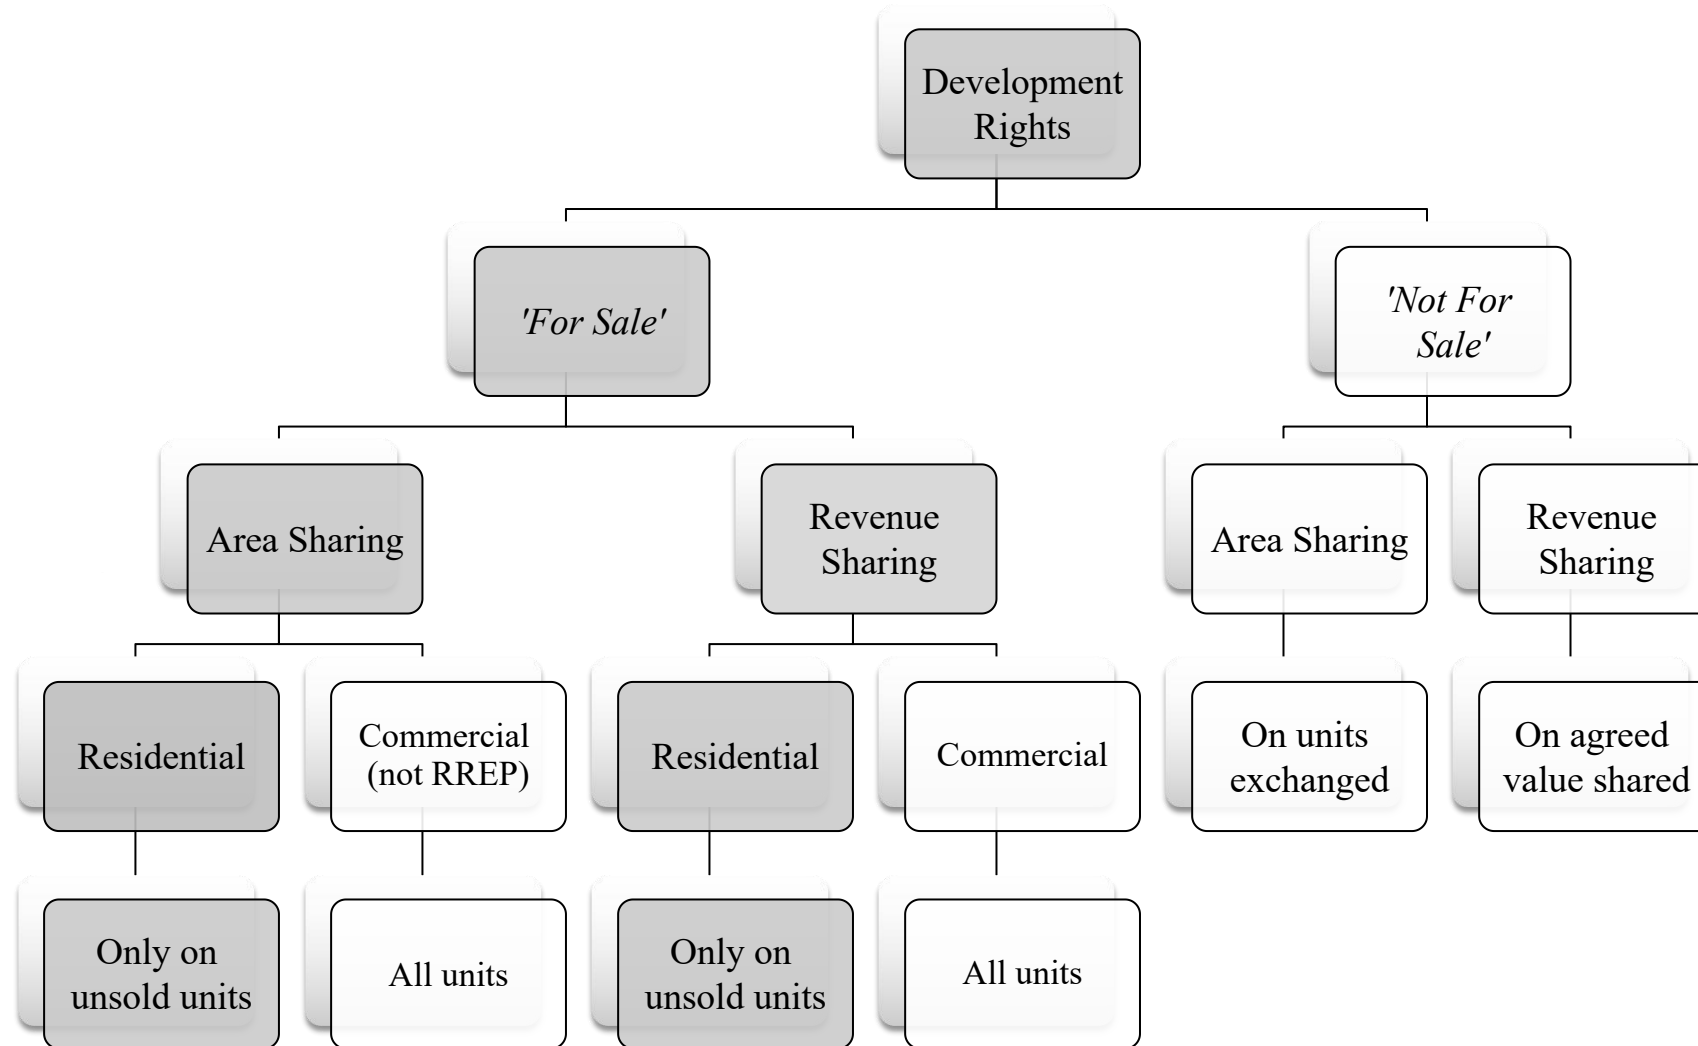 Development
Rights
'For Sale'
'Not For
Sale'
Area Sharing
Revenue
Sharing
Area Sharing
Revenue
Sharing
Residential
Commercial
(not RREP)
Residential
Commercial
On units
exchanged
On agreed
value shared
Only on
unsold units
All units
Only on
unsold units
All units